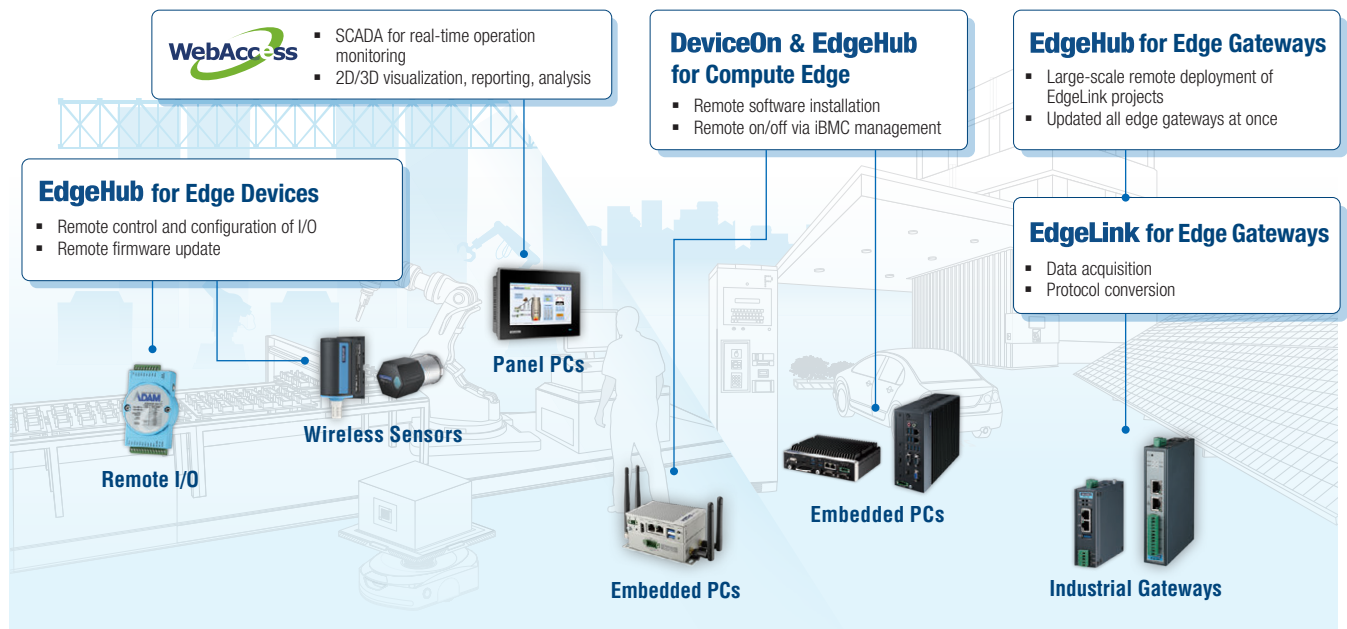 WebAccess
▪ SCADA for real-time operation
monitoring
▪ 2D/3D visualization, reporting, analysis
DeviceOn & EdgeHub
for Compute Edge
▪ Remote software installation
▪ Remote on/off via iBMC management
EdgeHub for Edge Gateways
▪ Large-scale remote deployment of
EdgeLink projects
▪ Updated all edge gateways at once
EdgeHub for Edge Devices
▪ Remote control and configuration of I/O
▪ Remote firmware update
EdgeLink for Edge Gateways
▪ Data acquisition
▪ Protocol conversion
P
Panel PCs
ADAM
Wireless Sensors
Remote I/O
Embedded PCs
Embedded PCs
Industrial Gateways